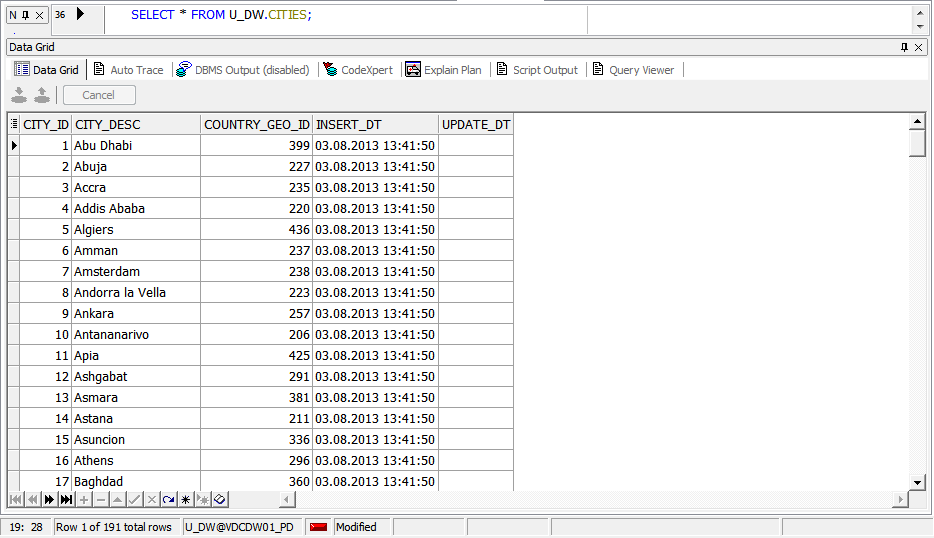 N
36
SELECT * FROM U_DW.CITIES;
Data Grid
Data Grid Auto Trace DBMS Output (disabled) CodeXpert Explain Plan Script Output Query Viewer
Cancel
CITY_ID CITY_DESC COUNTRY_GEO_ID INSERT_DT UPDATE_DT
1 Abu Dhabi 399 03.08.2013 13:41:50
2 Abuja 227 03.08.2013 13:41:50
3 Accra 235 03.08.2013 13:41:50
4 Addis Ababa 220 03.08.2013 13:41:50
5 Algiers 436 03.08.2013 13:41:50
6 Amman 237 03.08.2013 13:41:50
7 Amsterdam 238 03.08.2013 13:41:50
8 Andorra la Vella 223 03.08.2013 13:41:50
9 Ankara 257 03.08.2013 13:41:50
10 Antananarivo 206 03.08.2013 13:41:50
11 Apia 425 03.08.2013 13:41:50
12 Ashgabat 291 03.08.2013 13:41:50
13 Asmara 381 03.08.2013 13:41:50
14 Astana 211 03.08.2013 13:41:50
15 Asuncion 336 03.08.2013 13:41:50
16 Athens 296 03.08.2013 13:41:50
17 Baghdad 360 03.08.2013 13:41:50
19: 28 Row 1 of 191 total rows U_DW@VDCDW01_PD Modified